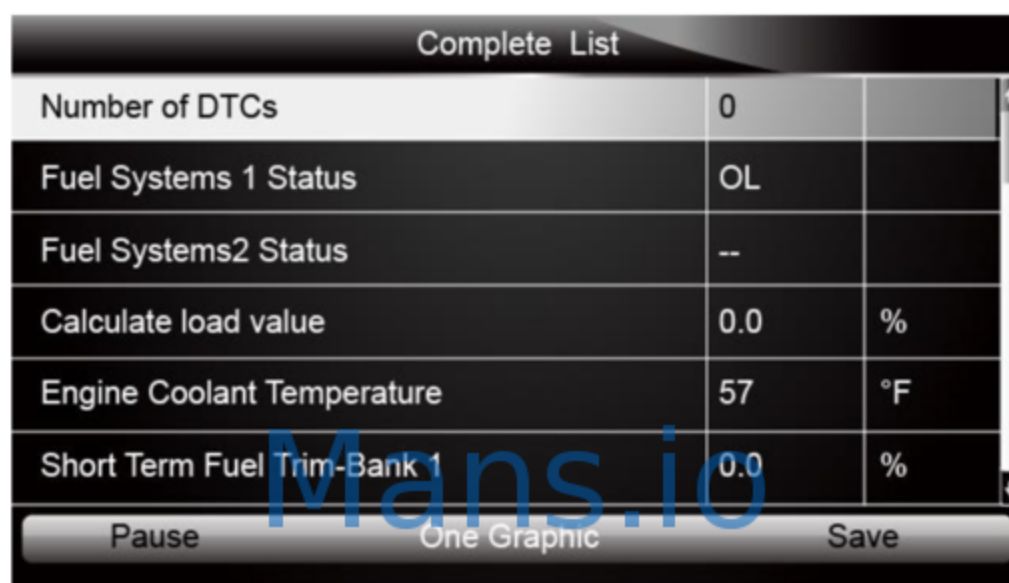 Complete List
Number of DTCs 0
Fuel Systems 1 Status OL
Fuel Systems2 Status --
Calculate load value 0.0 %
Engine Coolant Temperature 57 °F
Short Term Fuel Trim-Bank 1 0.0 %
Mans.io
Pause One Graphic Save